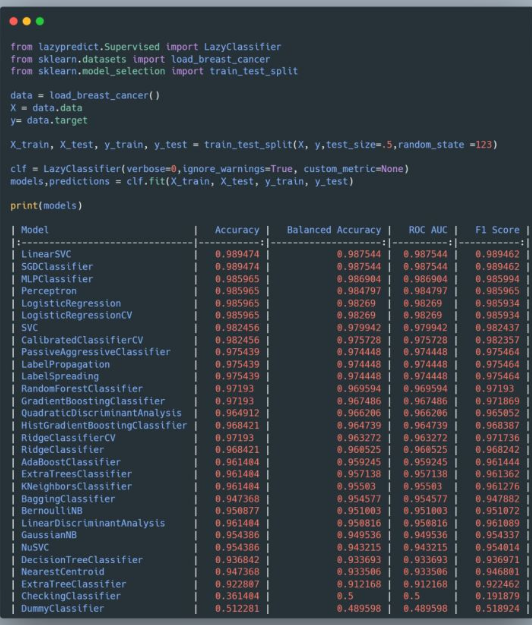 from lazypredict.Supervised import LazyClassifier
from sklearn.datasets import load_breast_cancer
from sklearn.model_selection import train_test_split
data = load_breast_cancer()
X = data.data
y= data.target
X_train, X_test, y_train, y_test = train_test_split(X, y,test_size=.5,random_state =123)
clf = LazyClassifier(verbose=0,ignore_warnings=True, custom_metric=None)
models,predictions = clf.fit(X_train, X_test, y_train, y_test)
print(models)
| Model | Accuracy | Balanced Accuracy | ROC AUC | F1 Score |
|:------------------------------|-----------:|--------------------:|----------:|-----------:|
| LinearSVC | 0.989474 | 0.987544 | 0.987544 | 0.989462 |
| SGDClassifier | 0.989474 | 0.987544 | 0.987544 | 0.989462 |
| MLPClassifier | 0.985965 | 0.986904 | 0.986904 | 0.985994 |
| Perceptron | 0.985965 | 0.984797 | 0.984797 | 0.985965 |
| LogisticRegression | 0.985965 | 0.98269 | 0.98269 | 0.985934 |
| LogisticRegressionCV | 0.985965 | 0.98269 | 0.98269 | 0.985934 |
| SVC | 0.982456 | 0.979942 | 0.979942 | 0.982437 |
| CalibratedClassifierCV | 0.982456 | 0.975728 | 0.975728 | 0.982357 |
| PassiveAggressiveClassifier | 0.975439 | 0.974448 | 0.974448 | 0.975464 |
| LabelPropagation | 0.975439 | 0.974448 | 0.974448 | 0.975464 |
| LabelSpreading | 0.975439 | 0.974448 | 0.974448 | 0.975464 |
| RandomForestClassifier | 0.97193 | 0.969594 | 0.969594 | 0.97193 |
| GradientBoostingClassifier | 0.97193 | 0.967486 | 0.967486 | 0.971869 |
| QuadraticDiscriminantAnalysis | 0.964912 | 0.966206 | 0.966206 | 0.965052 |
| HistGradientBoostingClassifier | 0.968421 | 0.964739 | 0.964739 | 0.968387 |
| RidgeClassifierCV | 0.97193 | 0.963272 | 0.963272 | 0.971736 |
| RidgeClassifier | 0.968421 | 0.960525 | 0.960525 | 0.968242 |
| AdaBoostClassifier | 0.961404 | 0.959245 | 0.959245 | 0.961444 |
| ExtraTreesClassifier | 0.961404 | 0.957138 | 0.957138 | 0.961362 |
| KNeighborsClassifier | 0.961404 | 0.95503 | 0.95503 | 0.961276 |
| BaggingClassifier | 0.947368 | 0.954577 | 0.954577 | 0.947882 |
| BernoulliNB | 0.950877 | 0.951003 | 0.951003 | 0.951072 |
| LinearDiscriminantAnalysis | 0.961404 | 0.950816 | 0.950816 | 0.961089 |
| GaussianNB | 0.954386 | 0.949536 | 0.949536 | 0.954337 |
| NuSVC | 0.954386 | 0.943215 | 0.943215 | 0.954014 |
| DecisionTreeClassifier | 0.936842 | 0.933693 | 0.933693 | 0.936971 |
| NearestCentroid | 0.947368 | 0.933506 | 0.933506 | 0.946801 |
| ExtraTreeClassifier | 0.922807 | 0.912168 | 0.912168 | 0.922462 |
| CheckingClassifier | 0.361404 | 0.5 | 0.5 | 0.191879 |
| DummyClassifier | 0.512281 | 0.489598 | 0.489598 | 0.518924 |